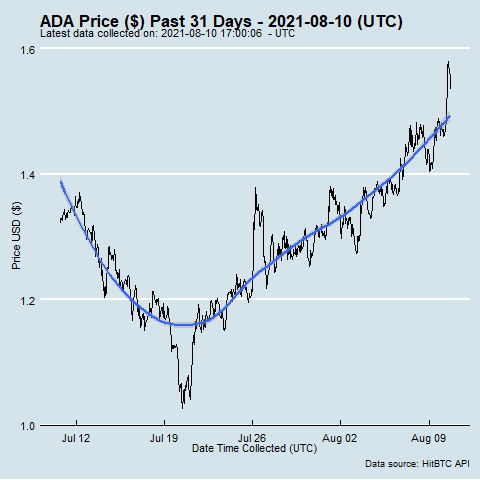 ADA Price ($) Past 31 Days - 2021-08-10 (UTC)
Latest data collected on: 2021-08-10 17:00:06  - UTC
1.6
1.4
1.2
1.0
Price USD ($)
Jul 12
Jul 19
Jul 26
Aug 02
Aug 09
Date Time Collected (UTC)
Data source: HitBTC API